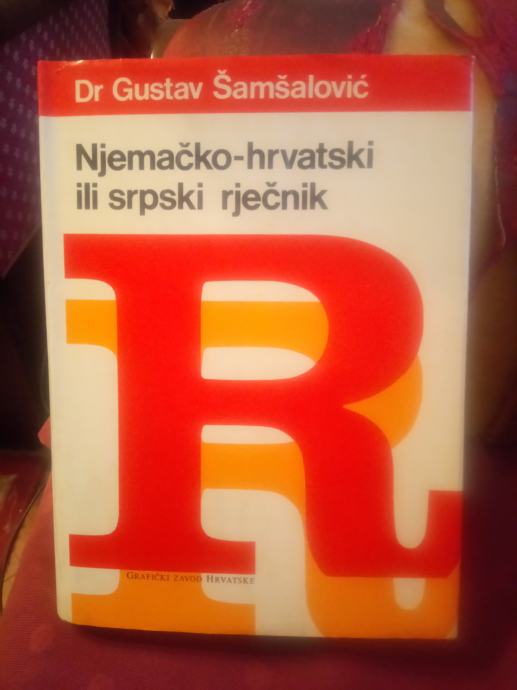 Dr Gustav Šamšalović
Njemačko-hrvatski
ili srpski rječnik
R
R
GRAFIČKI ZAVOD HRVATSKE